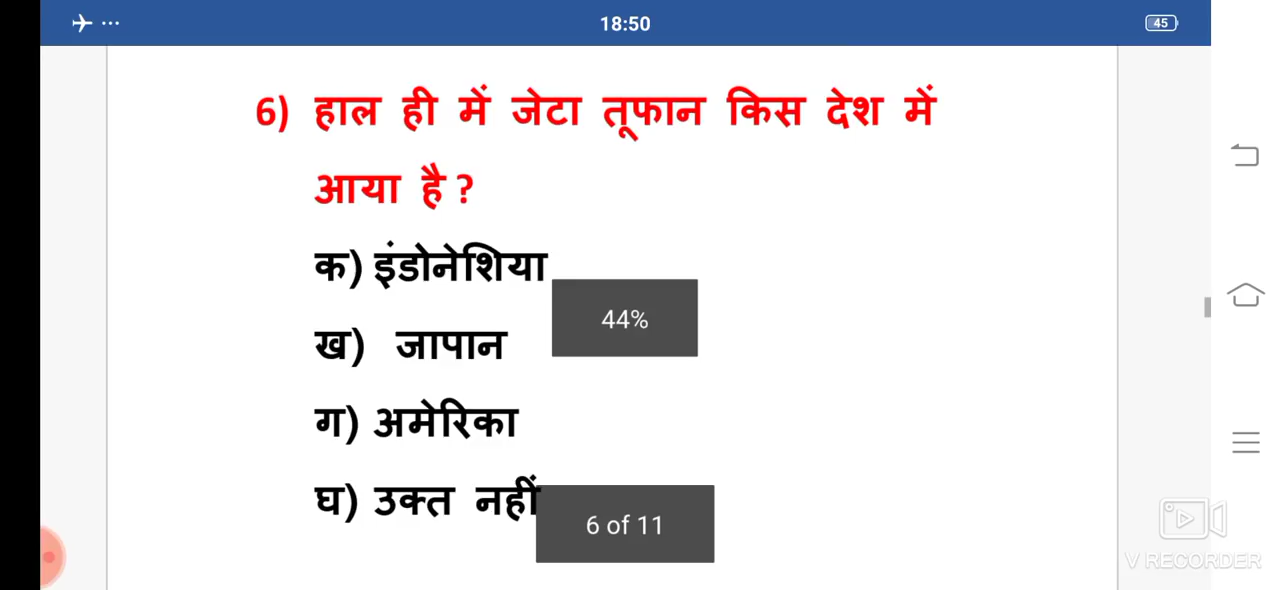 18:50
45
6) हाल ही में जेटा तूफान किस देश में
आया है ?
क) इंडोनेशिया
44%
ख) जापान
ग) अमेरिका
घ) उक्त नहीं
6 of 11
V RECORDER